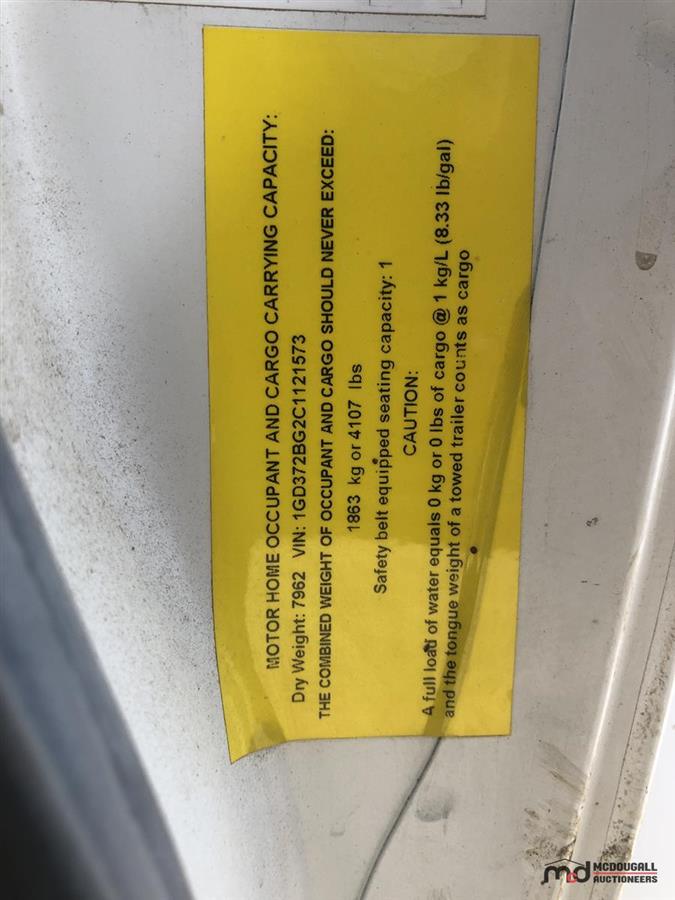 MOTOR HOME OCCUPANT AND CARGO CARRYING CAPACITY:
Dry Weight: 7962 VIN: 1GD372BG2C1121573
THE COMBINED WEIGHT OF OCCUPANT AND CARGO SHOULD NEVER EXCEED:
1863 kg or 4107 lbs
Safety belt equipped seating capacity: 1
CAUTION:
A full load of water equals 0 kg or 0 lbs of cargo @ 1 kg/L (8.33 lb/gal)
and the tongue weight of a towed trailer counts as cargo
md
MCDOUGALL
AUCTIONEERS